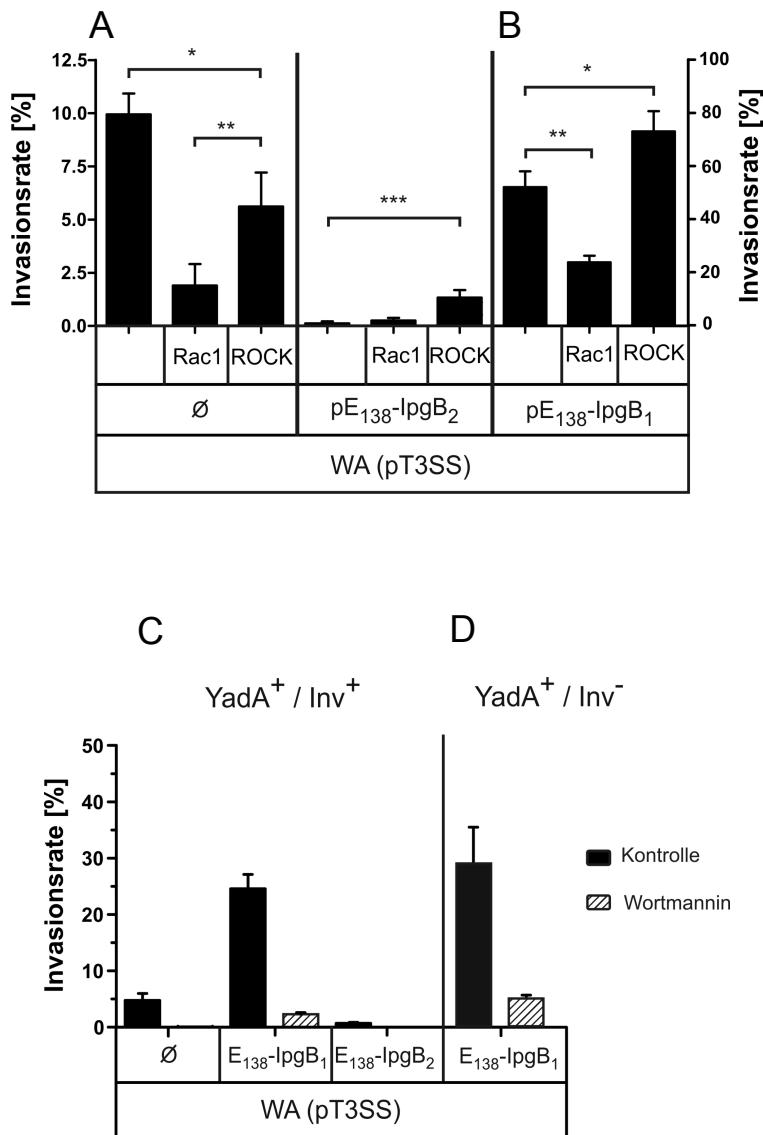 A B
Invasionsrate [%]
12.5
10.0
7.5
5.0
2.5
0.0
*
**
***
*
**
100
80
60
40
20
0
Invasionsrate [%]
Rac1 ROCK Rac1 ROCK Rac1 ROCK
Ø pE138-IpgB2 pE138-IpgB1
WA (pT3SS)
C D
YadA+ / Inv+ YadA+ / Inv-
Invasionsrate [%]
50
40
30
20
10
0
Kontrolle
Wortmannin
Ø E138-IpgB1 E138-IpgB2 E138-IpgB1
WA (pT3SS)